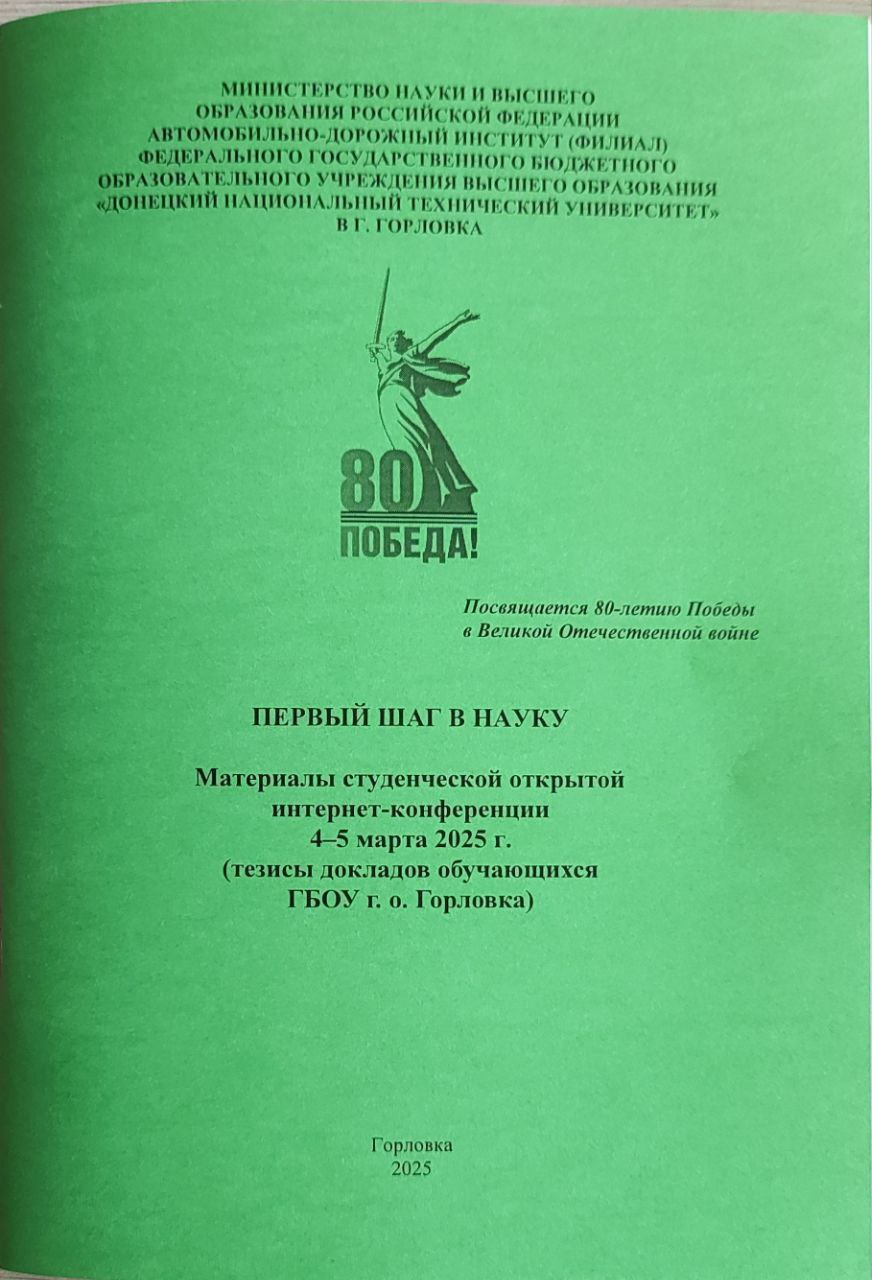 МИНИСТЕРСТВО НАУКИ И ВЫСШЕГО
ОБРАЗОВАНИЯ РОССИЙСКОЙ ФЕДЕРАЦИИ
АВТОМОБИЛЬНО-ДОРОЖНЫЙ ИНСТИТУТ (ФИЛИАЛ)
ФЕДЕРАЛЬНОГО ГОСУДАРСТВЕННОГО БЮДЖЕТНОГО
ОБРАЗОВАТЕЛЬНОГО УЧРЕЖДЕНИЯ ВЫСШЕГО ОБРАЗОВАНИЯ
«ДОНЕЦКИЙ НАЦИОНАЛЬНЫЙ ТЕХНИЧЕСКИЙ УНИВЕРСИТЕТ»
В Г. ГОРЛОВКА
80
ПОБЕДА!
Посвящается 80-летию Победы
в Великой Отечественной войне
ПЕРВЫЙ ШАГ В НАУКУ
Материалы студенческой открытой
интернет-конференции
4–5 марта 2025 г.
(тезисы докладов обучающихся
ГБОУ г. о. Горловка)
Горловка
2025